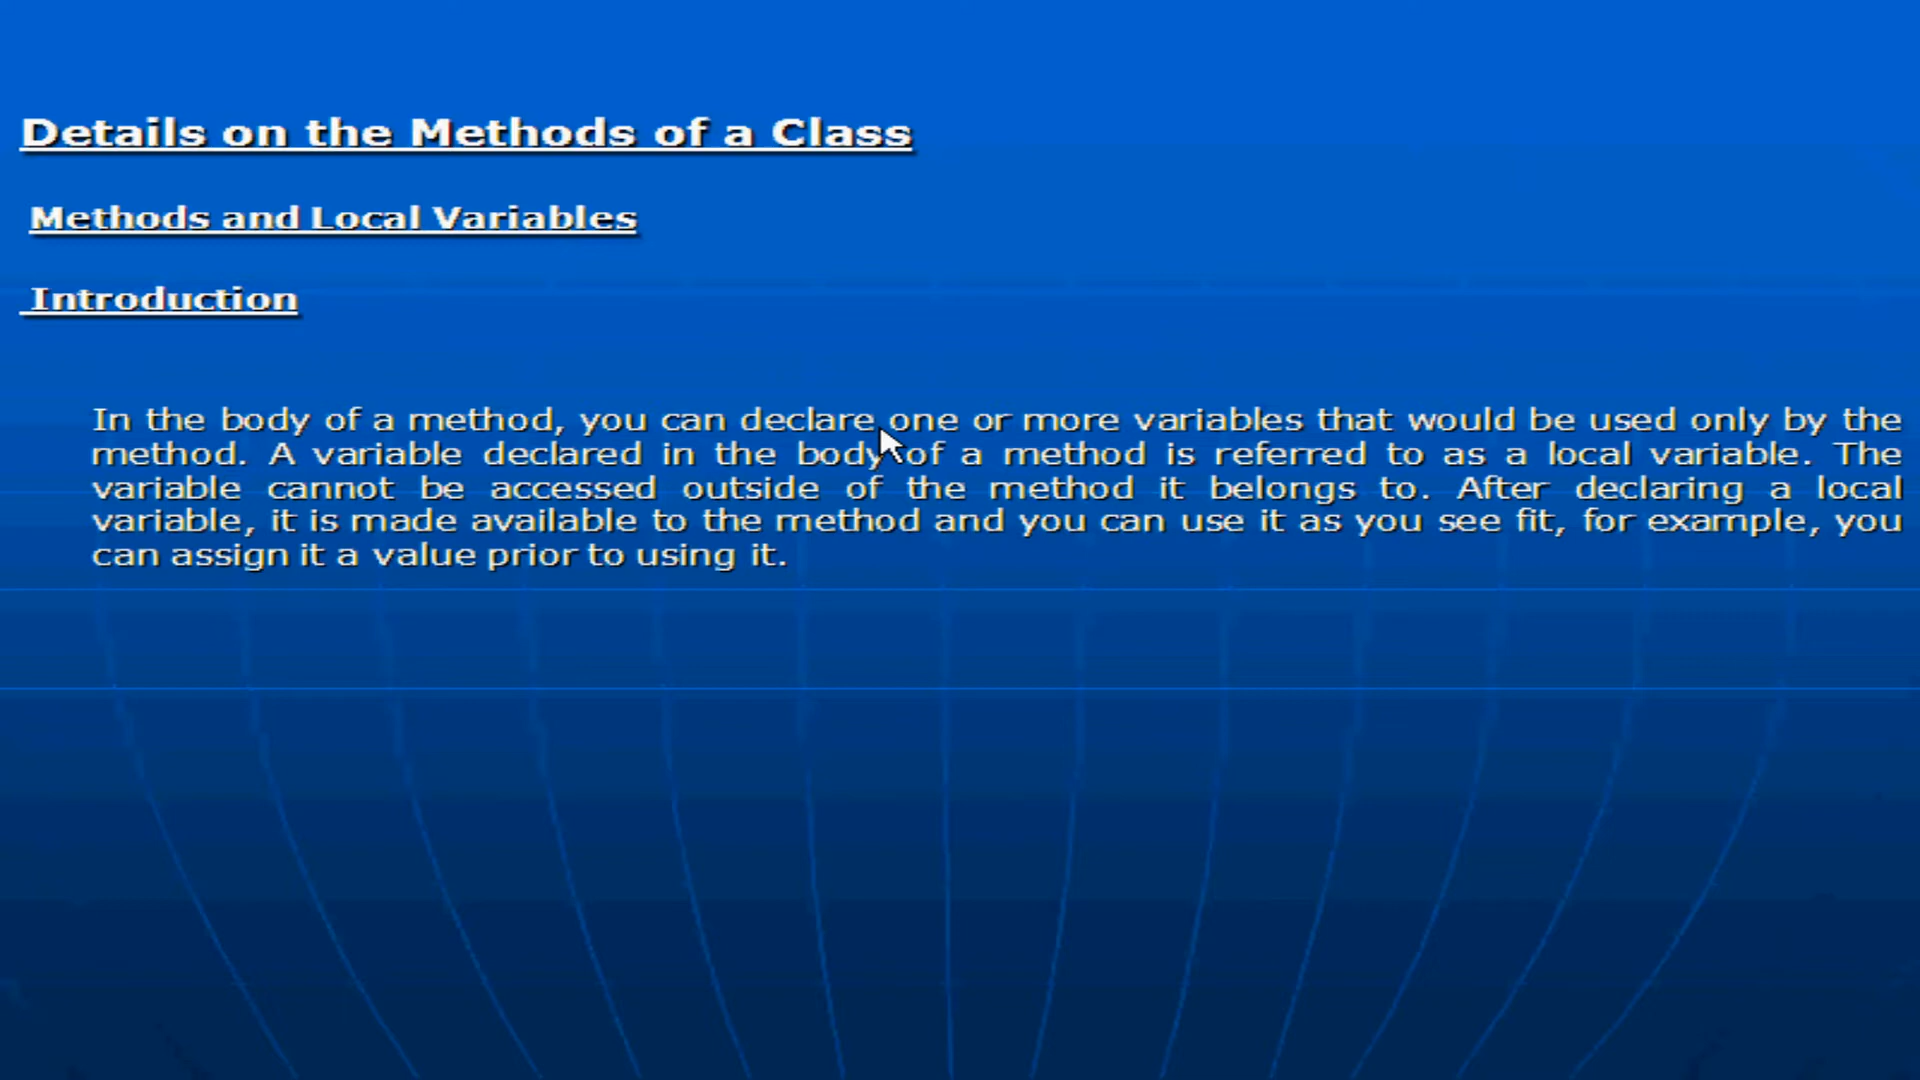 Details on the Methods of a Class
Methods and Local Variables
Introduction
In the body of a method, you can declare one or more variables that would be used only by the
method. A variable declared in the body of a method is referred to as a local variable. The
variable cannot be accessed outside of the method it belongs to. After declaring a local
variable, it is made available to the method and you can use it as you see fit, for example, you
can assign it a value prior to using it.